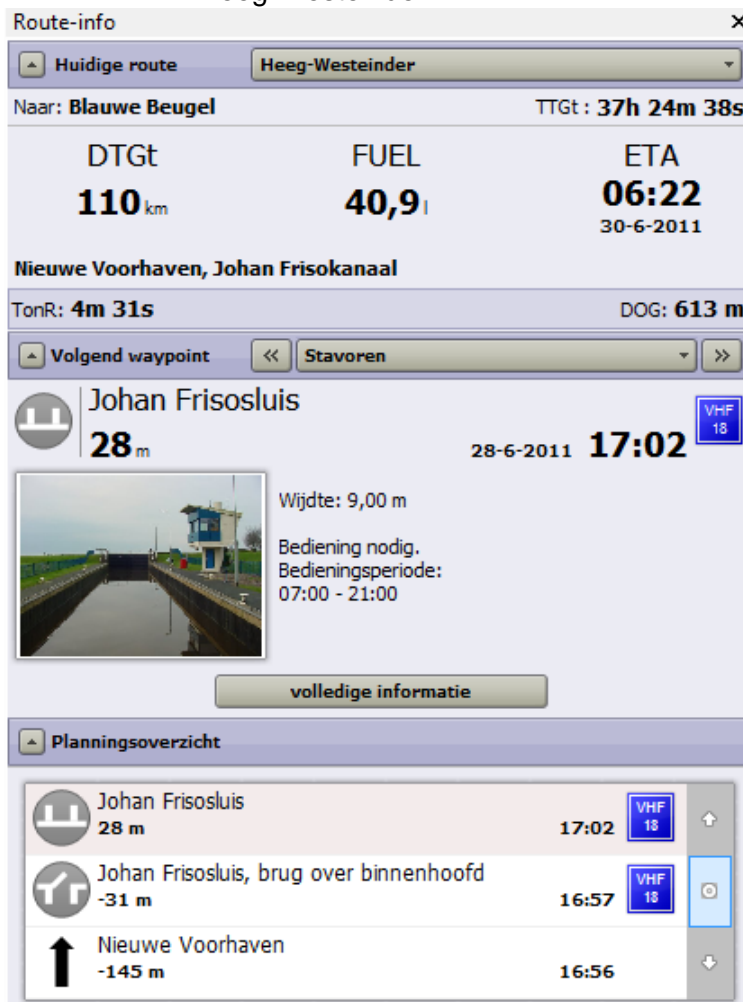 Route-info
Huidige route Heeg-Westeinder
Naar: Blauwe Beugel TTGt : 37h 24m 38s
DTGt FUEL ETA
110 km 40,9 l 06:22
30-6-2011
Nieuwe Voorhaven, Johan Frisokanaal
TonR: 4m 31s DOG: 613 m
Volgend waypoint Stavoren
Johan Frisosluis
28 m 28-6-2011 17:02 VHF 18
Wijdte: 9,00 m
Bediening nodig.
Bedieningsperiode:
07:00 - 21:00
volledige informatie
Planningsoverzicht
Johan Frisosluis
28 m 17:02 VHF 18
Johan Frisosluis, brug over binnenhoofd
-31 m 16:57 VHF 18
Nieuwe Voorhaven
-145 m 16:56